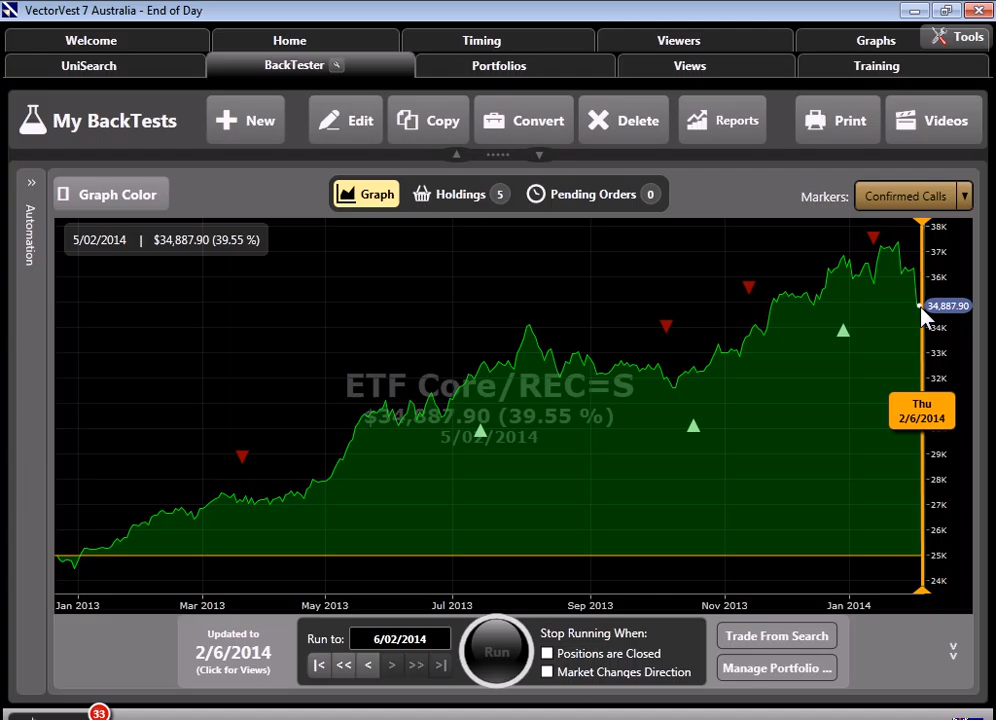 VectorVest 7 Australia - End of Day
Welcome
Home
Timing
Viewers
Graphs
Tools
UniSearch
BackTester
Portfolios
Views
Training
My BackTests
New
Edit
Copy
Convert
Delete
Reports
Print
Videos
Automation
Graph Color
Graph
Holdings 5
Pending Orders 0
Markers: Confirmed Calls
5/02/2014 | $34,887.90 (39.55 %)
38K
37K
36K
34,887.90
34K
33K
32K
29K
28K
27K
26K
25K
24K
ETF Core/REC=S
$34,887.90 (39.55 %)
5/02/2014
Thu
2/6/2014
Jan 2013
Mar 2013
May 2013
Jul 2013
Sep 2013
Nov 2013
Jan 2014
Updated to
2/6/2014
(Click for Views)
Run to: 6/02/2014
|< << < > >> >|
Run
Stop Running When:
Positions are Closed
Market Changes Direction
Trade From Search
Manage Portfolio ...
33